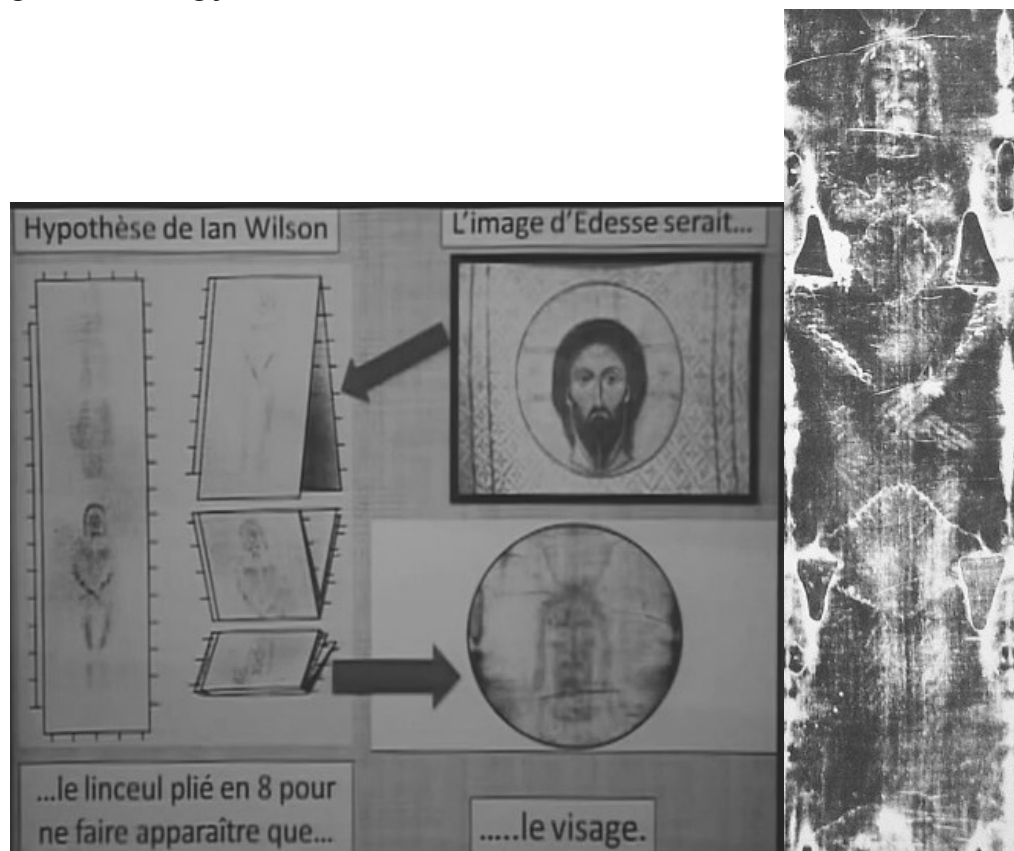 Hypothèse de Ian Wilson
L'image d'Edesse serait...
...le linceul plié en 8 pour
ne faire apparaître que...
.....le visage.